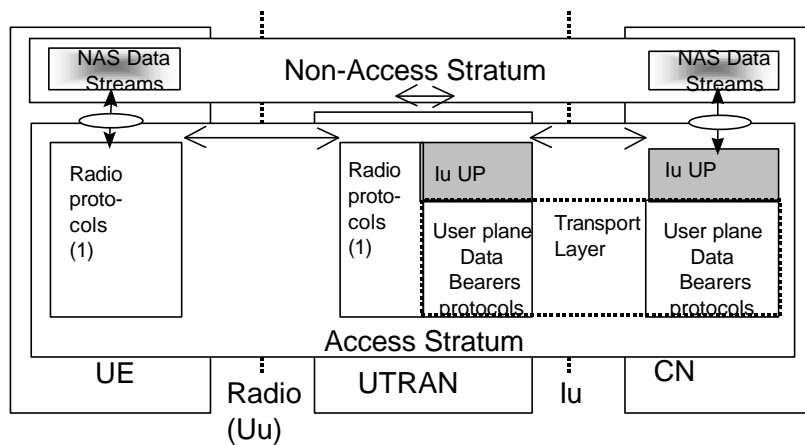 NAS Data
Streams
Non-Access Stratum
NAS Data
Streams
Radio
proto-
cols
(1)
Radio
proto-
cols
(1)
Iu UP
User plane
Data
Bearers
protocols
Transport
Layer
Iu UP
User plane
Data
Bearers
protocols
Access Stratum
UE
Radio
(Uu)
UTRAN
Iu
CN